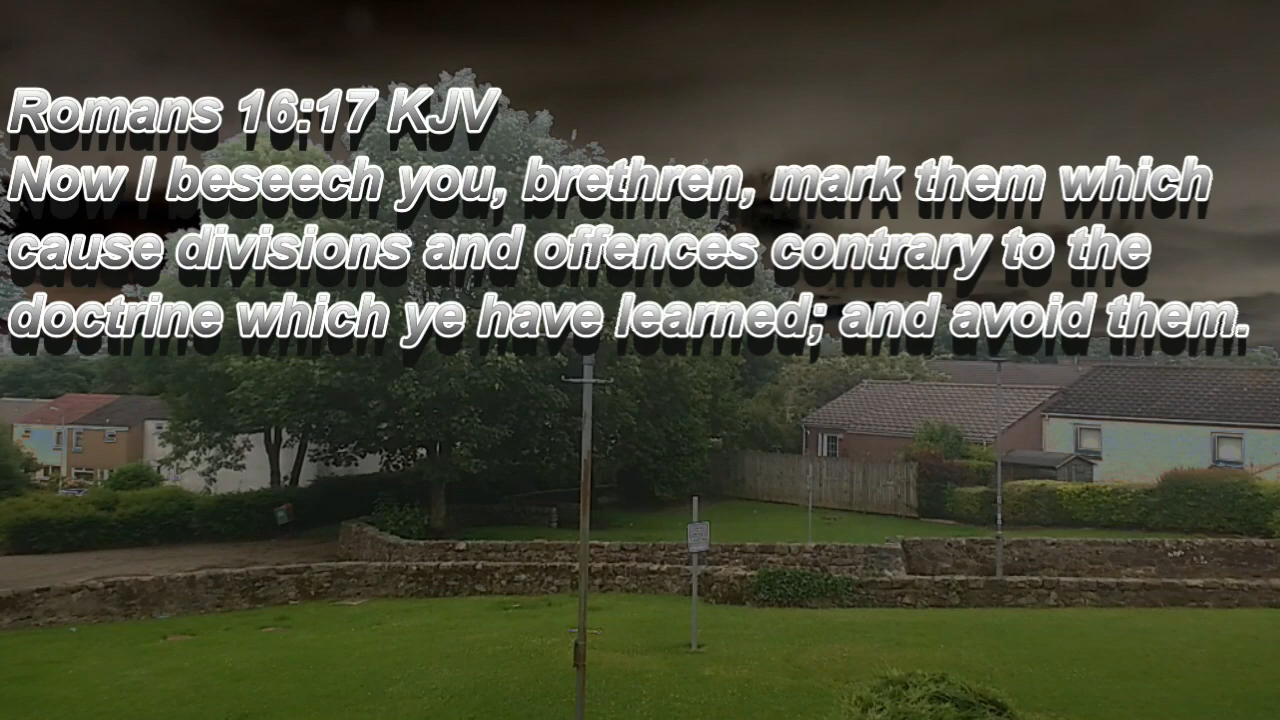 Romans 16:17 KJV
Now I beseech you, brethren, mark them which
cause divisions and offences contrary to the
doctrine which ye have learned; and avoid them.